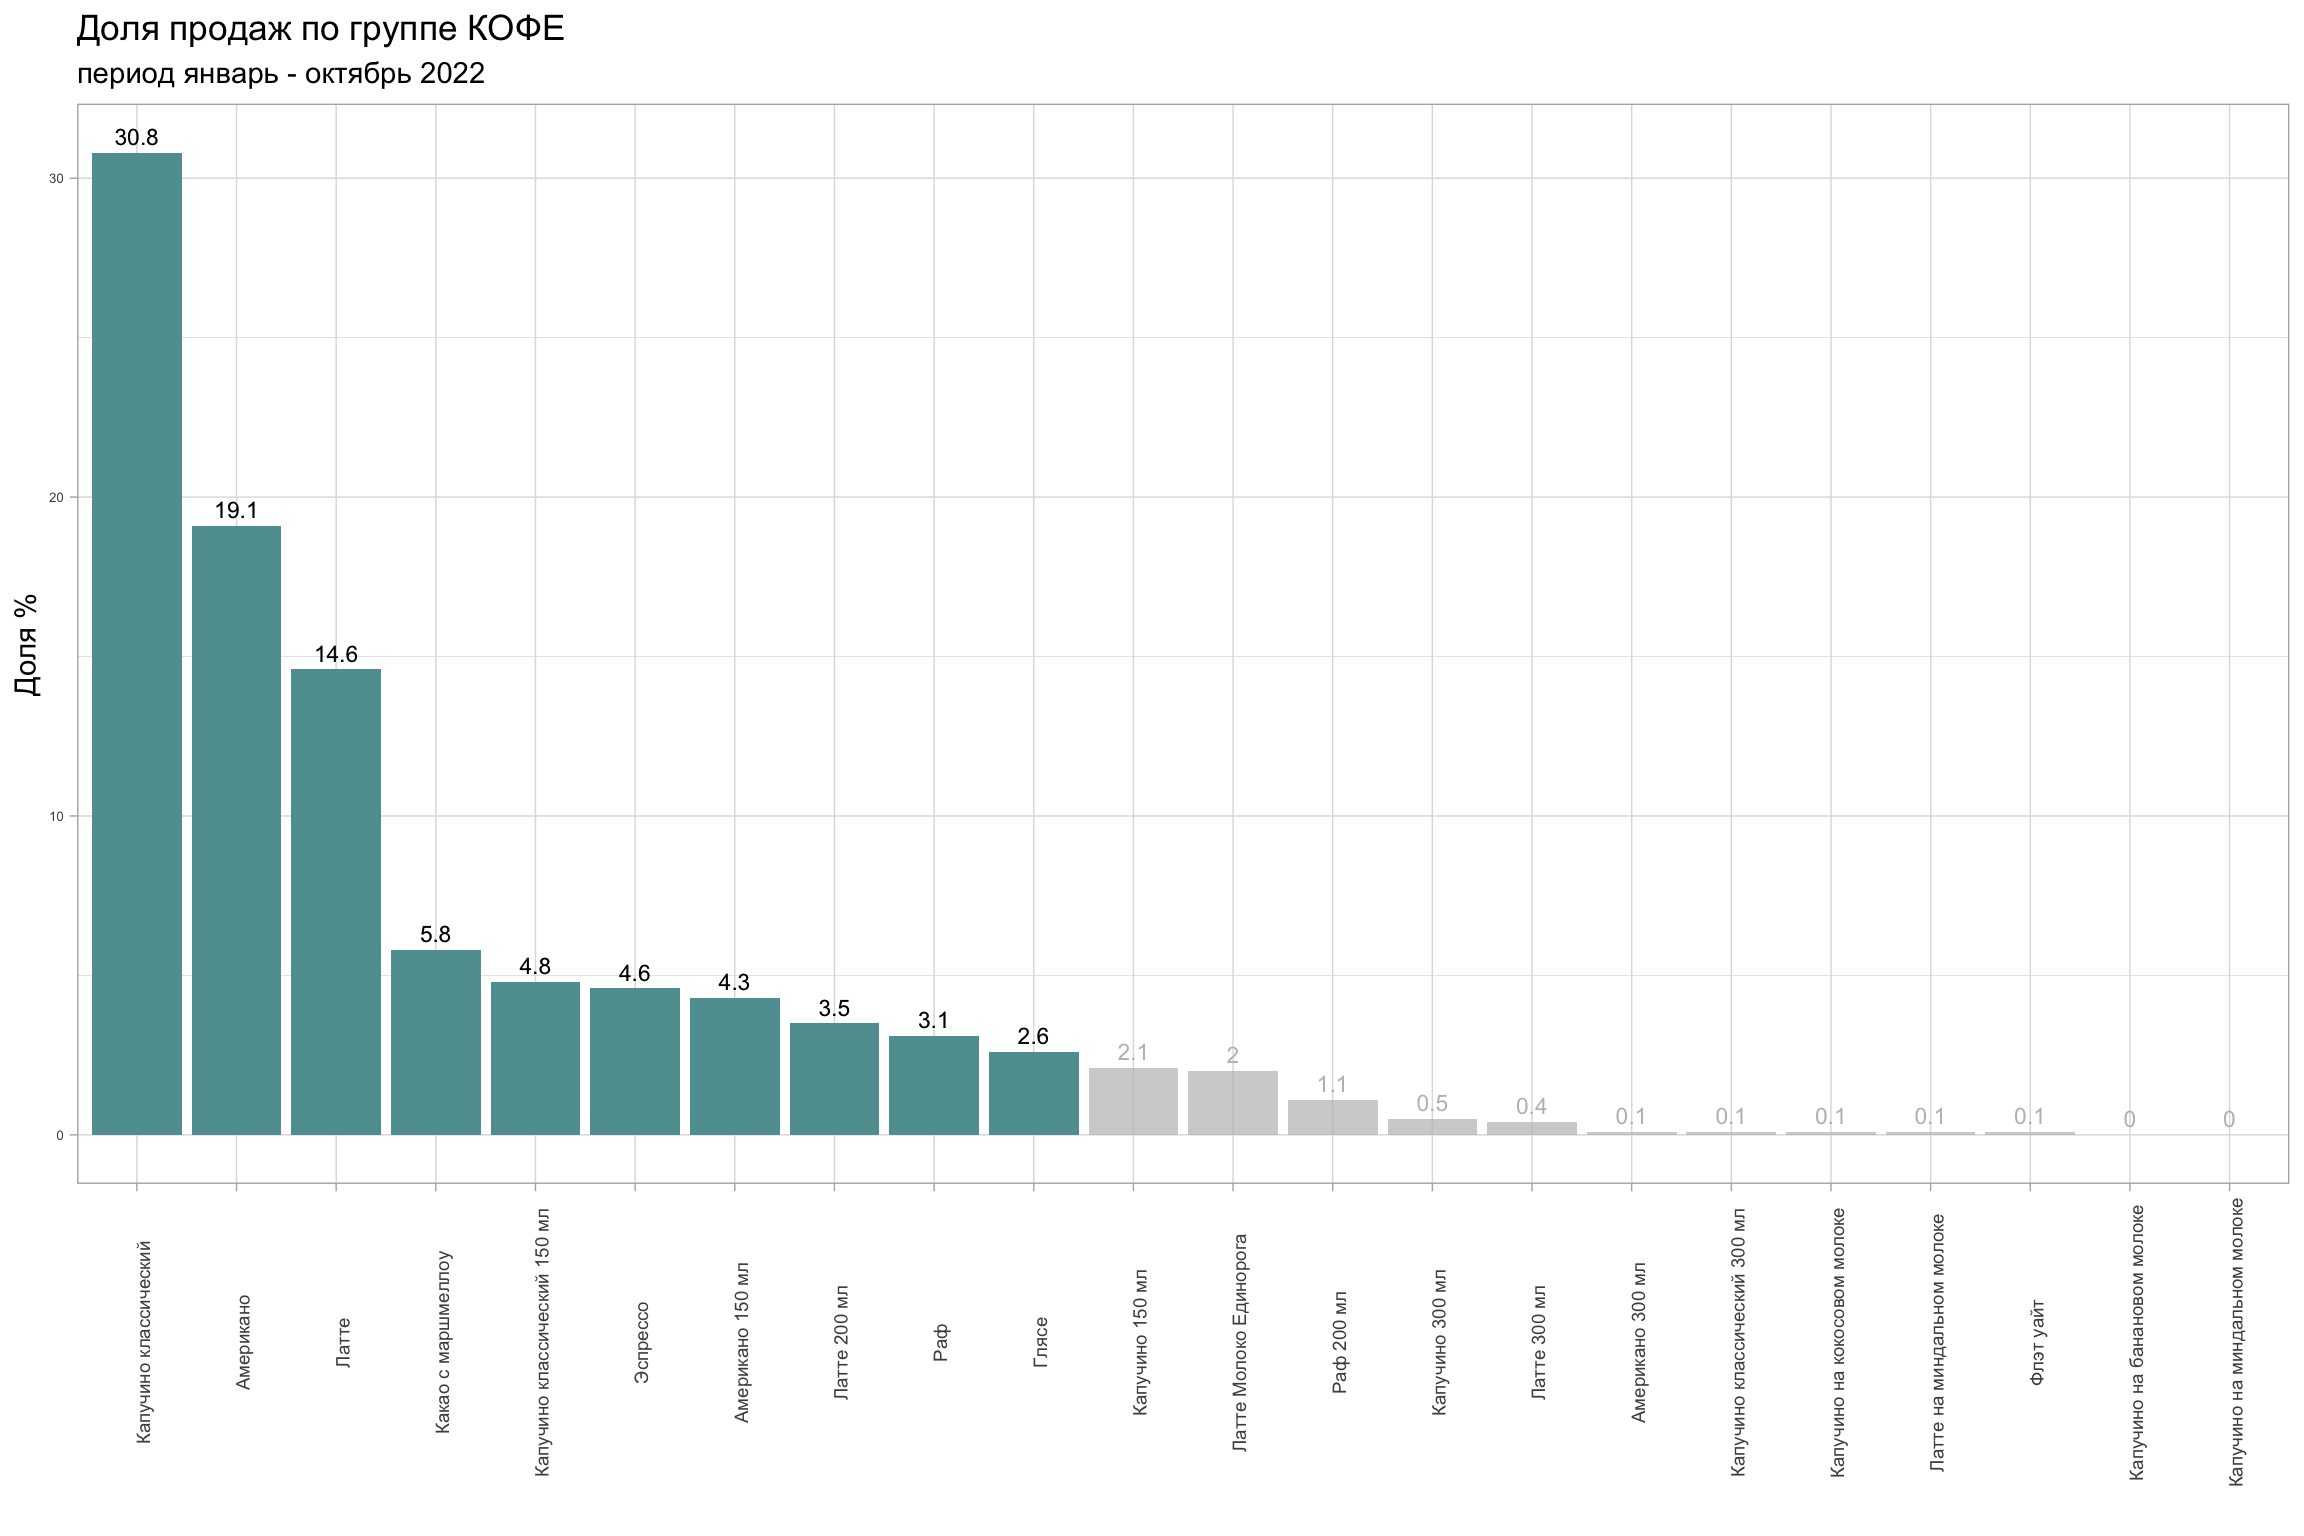 Доля продаж по группе КОФЕ
период январь - октябрь 2022
Доля %
30
20
10
0
30.8
19.1
14.6
5.8
4.8
4.6
4.3
3.5
3.1
2.6
2.1
2
1.1
0.5
0.4
0.1
0.1
0.1
0.1
0.1
0
0
Капучино классический
Американо
Латте
Какао с маршмеллоу
Капучино классический 150 мл
Эспрессо
Американо 150 мл
Латте 200 мл
Раф
Глясе
Капучино 150 мл
Латте Молоко Единорога
Раф 200 мл
Капучино 300 мл
Латте 300 мл
Американо 300 мл
Капучино классический 300 мл
Капучино на кокосовом молоке
Латте на миндальном молоке
Флэт уайт
Капучино на банановом молоке
Капучино на миндальном молоке